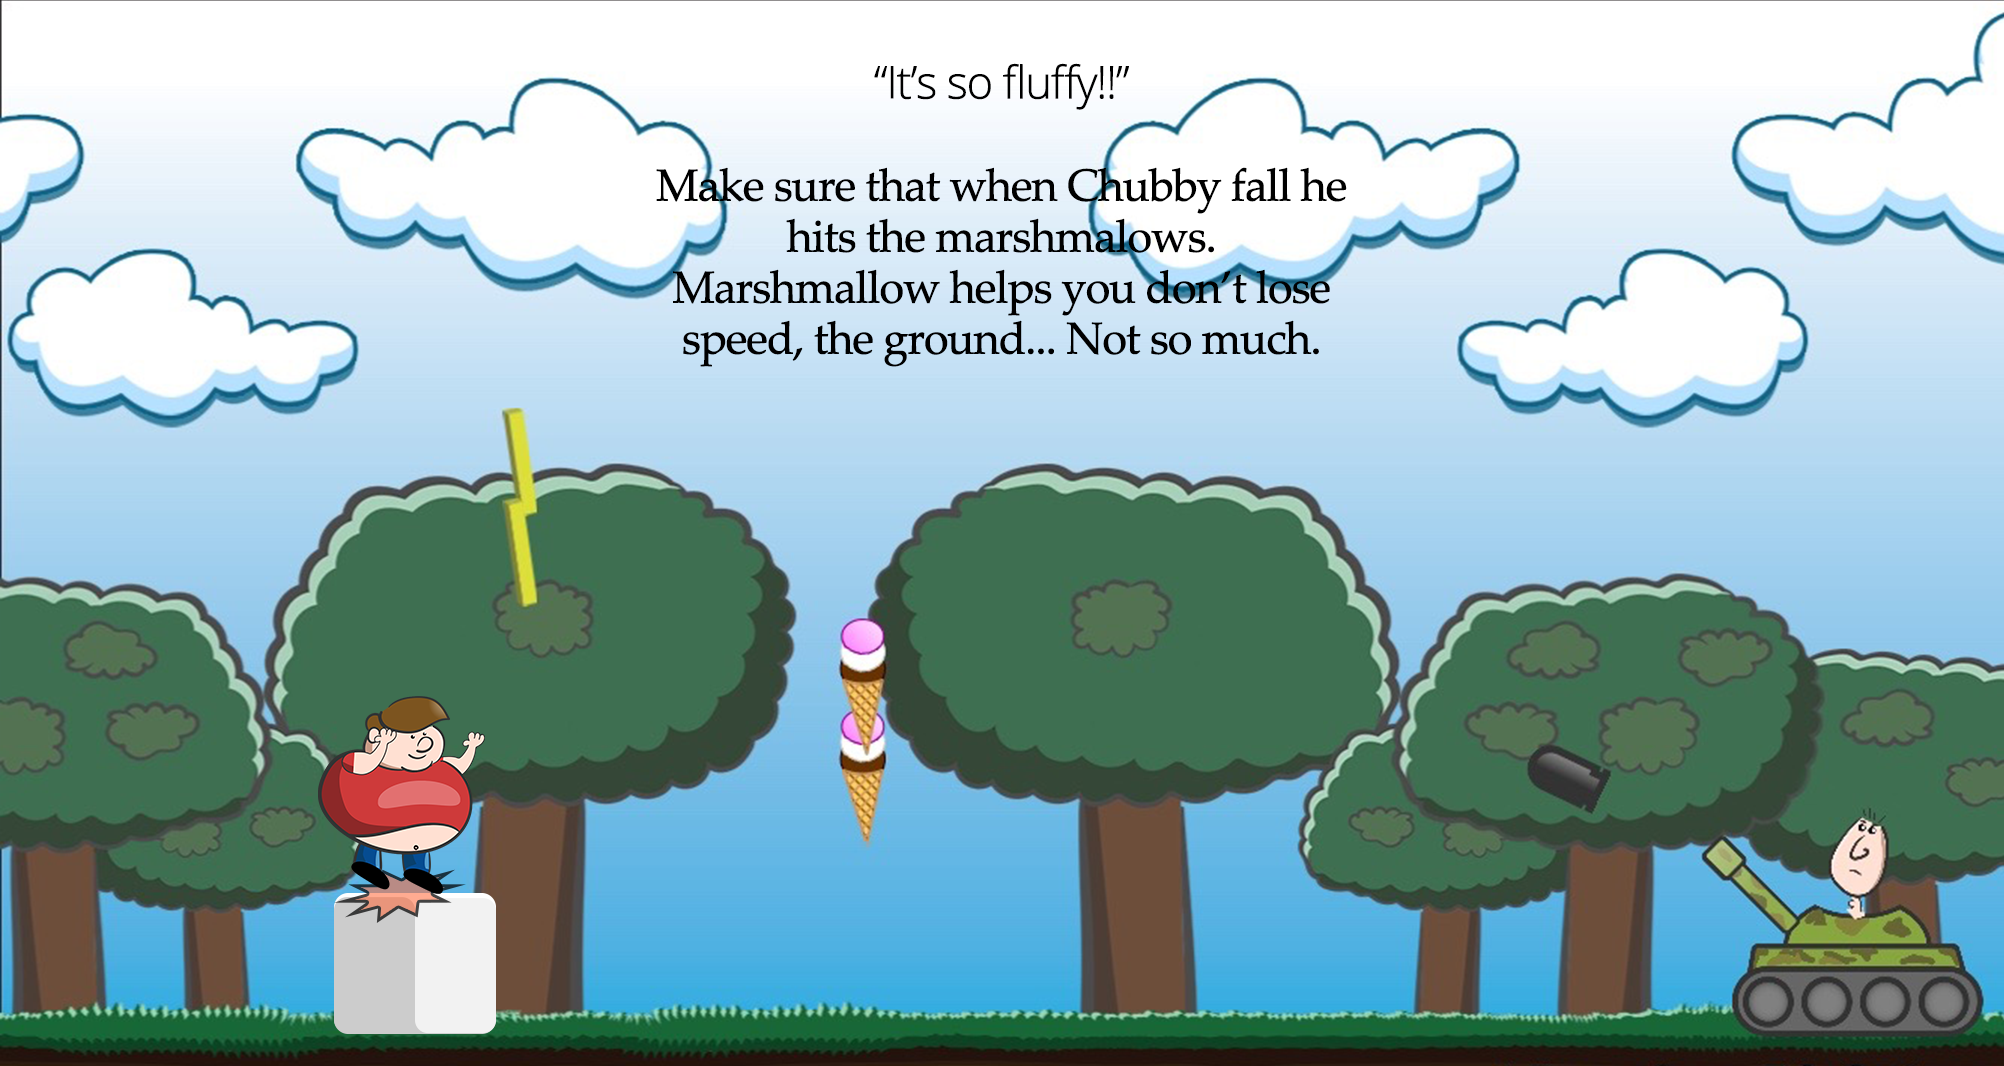 “It’s so fluffy!!”
Make sure that when Chubby fall he
hits the marshmalows.
Marshmallow helps you don’t lose
speed, the ground... Not so much.